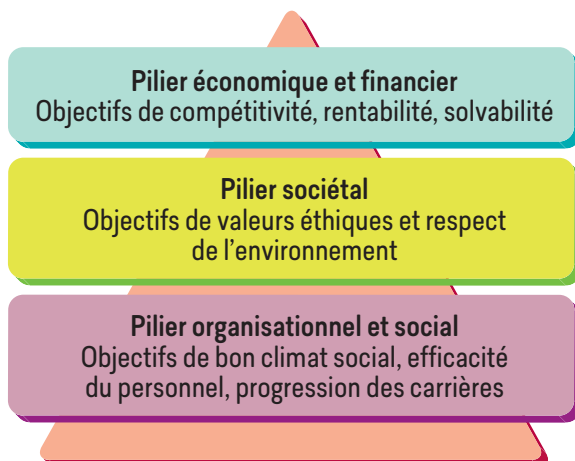 Pilier économique et financier
Objectifs de compétitivité, rentabilité, solvabilité
Pilier sociétal
Objectifs de valeurs éthiques et respect
de l’environnement
Pilier organisationnel et social
Objectifs de bon climat social, efficacité
du personnel, progression des carrières